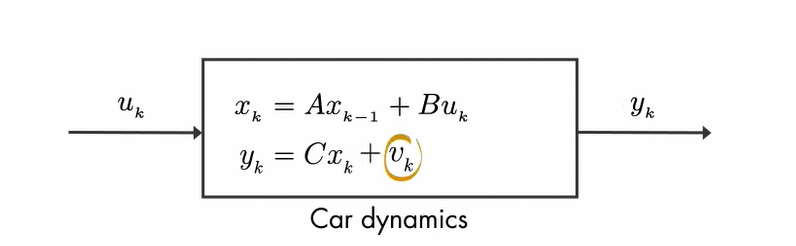 u_k
x_k = Ax_{k-1} + Bu_k
y_k
y_k = Cx_k + v_k
Car dynamics